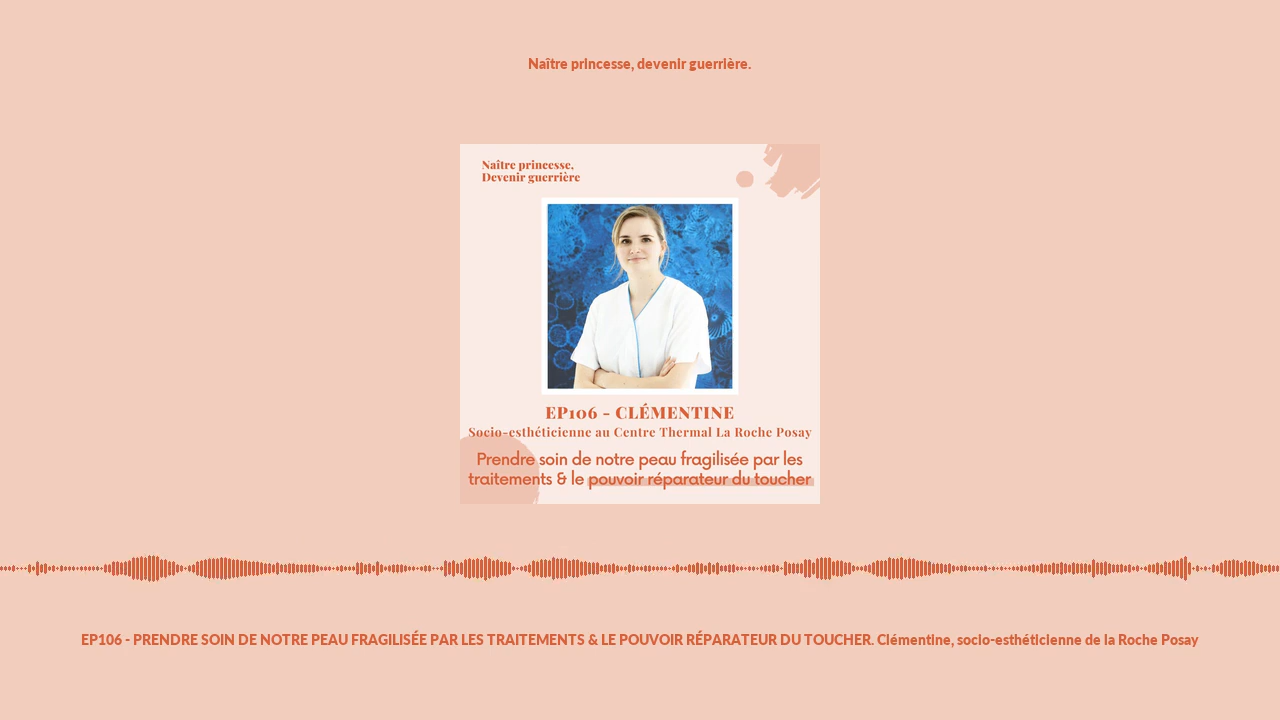 Naître princesse, devenir guerrière.
Naître princesse,
Devenir guerrière
EP106 - CLÉMENTINE
Socio-esthéticienne au Centre Thermal La Roche Posay
Prendre soin de notre peau fragilisée par les
traitements & le pouvoir réparateur du toucher
EP106 - PRENDRE SOIN DE NOTRE PEAU FRAGILISÉE PAR LES TRAITEMENTS & LE POUVOIR RÉPARATEUR DU TOUCHER. Clémentine, socio-esthéticienne de la Roche Posay